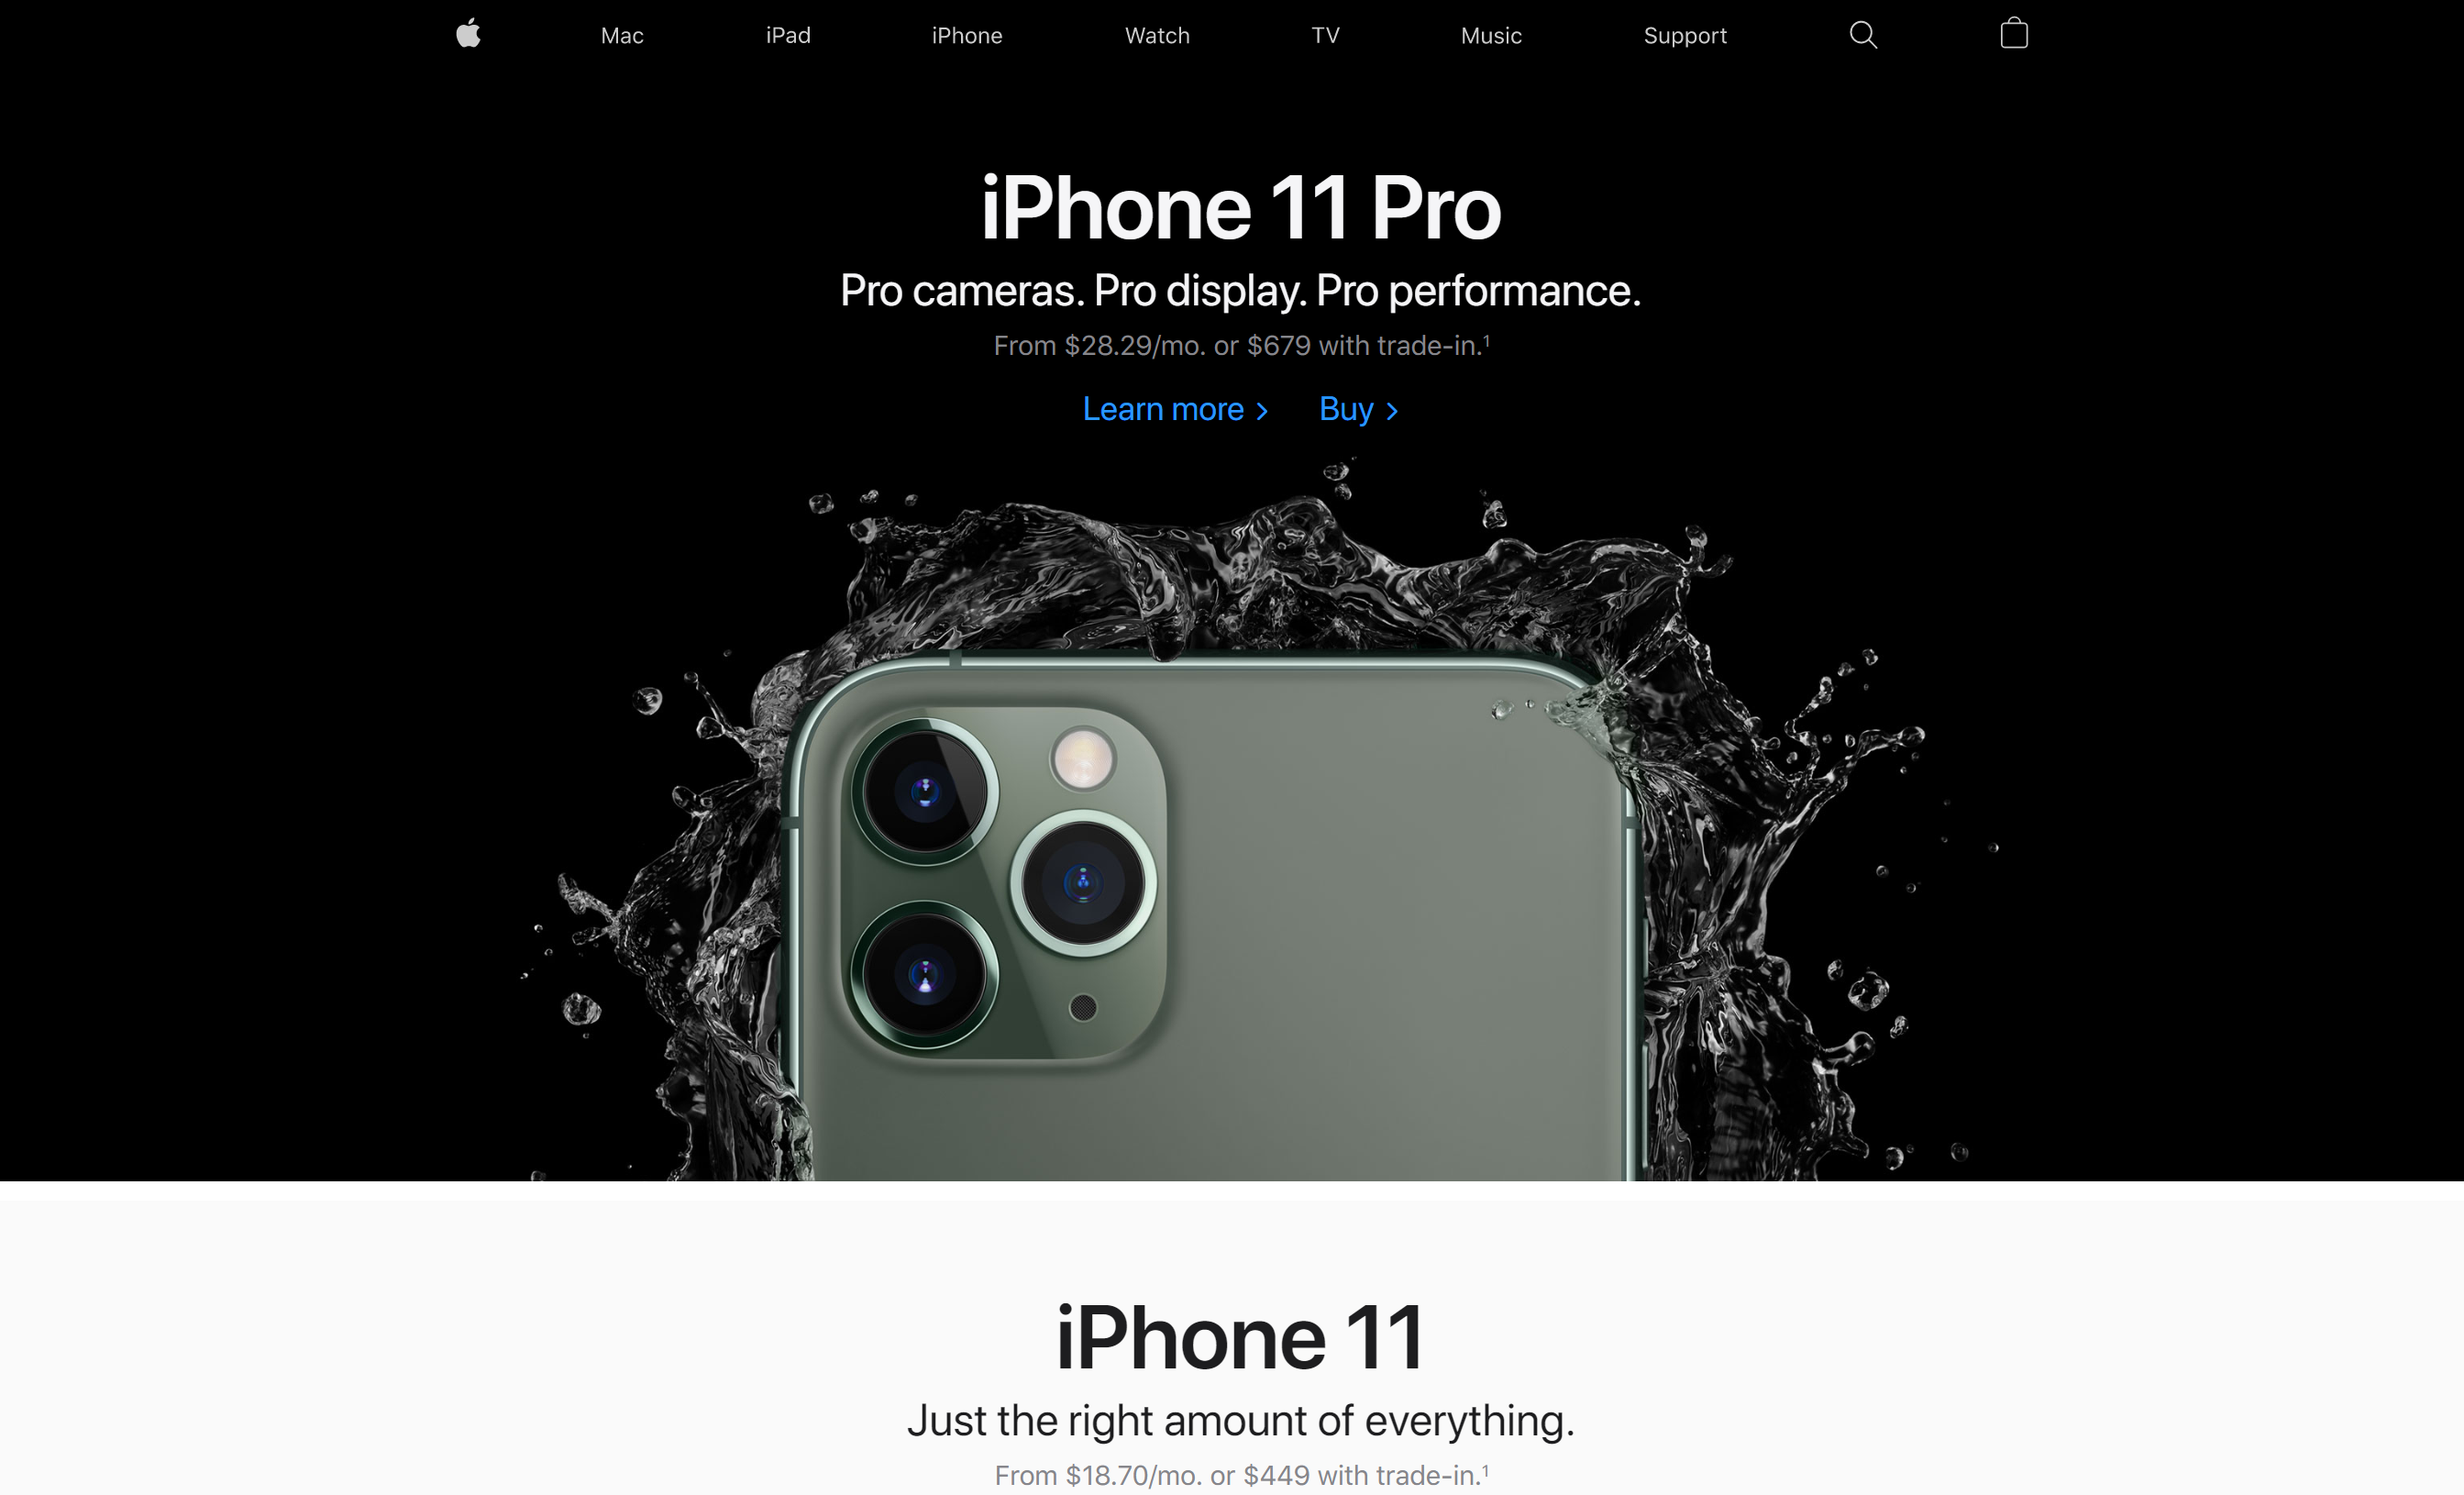 Mac iPad iPhone Watch TV Music Support
iPhone 11 Pro
Pro cameras. Pro display. Pro performance.
From $28.29/mo. or $679 with trade-in.¹
Learn more > Buy >
iPhone 11
Just the right amount of everything.
From $18.70/mo. or $449 with trade-in.¹